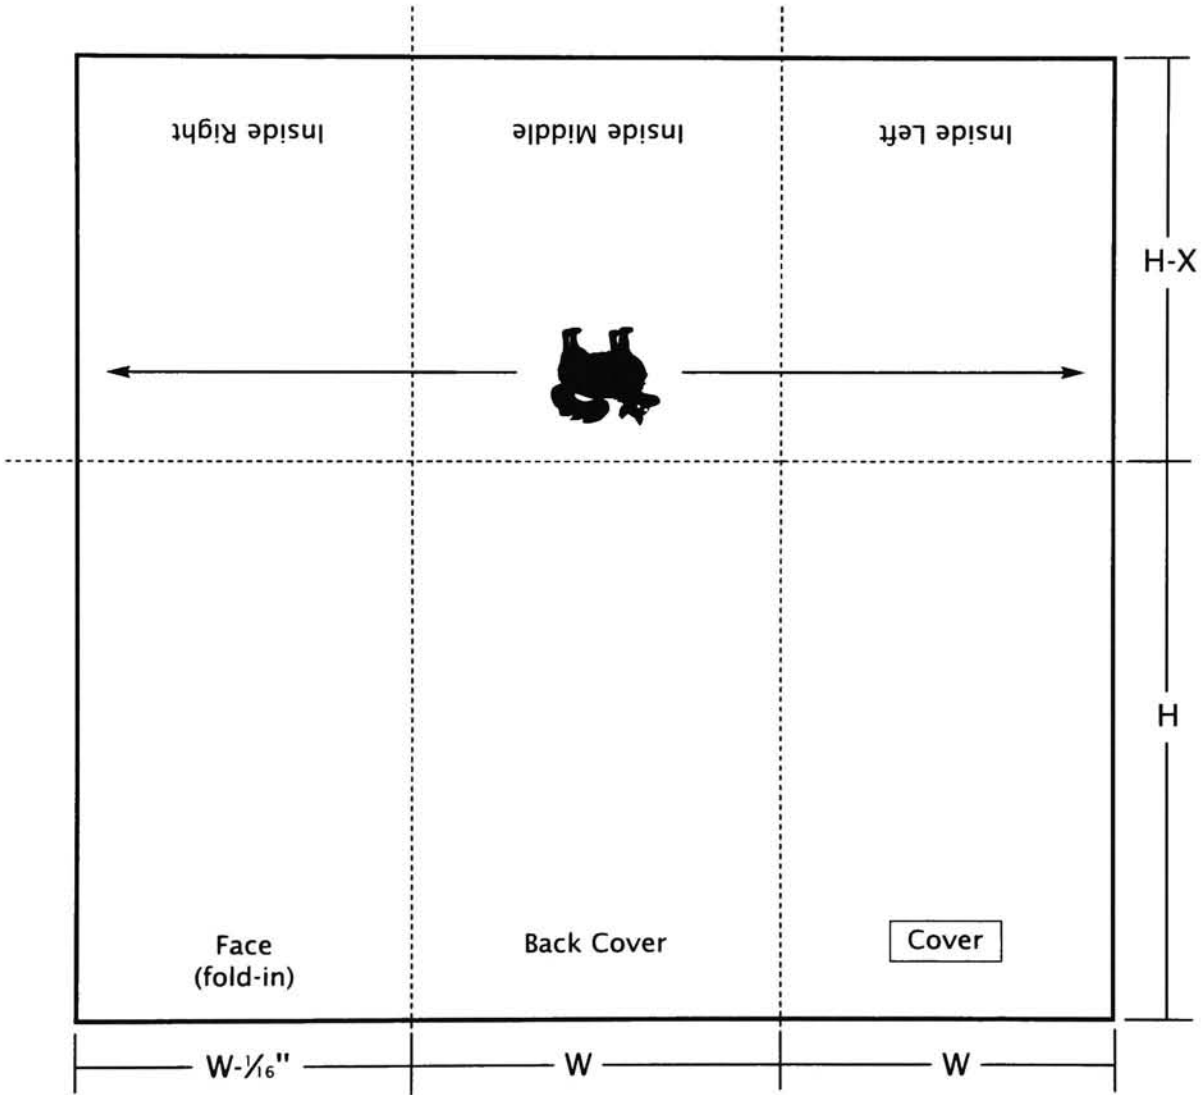 Inside Right
Inside Middle
Inside Left
H-X
H
Face
(fold-in)
Back Cover
Cover
W-1/16"
W
W